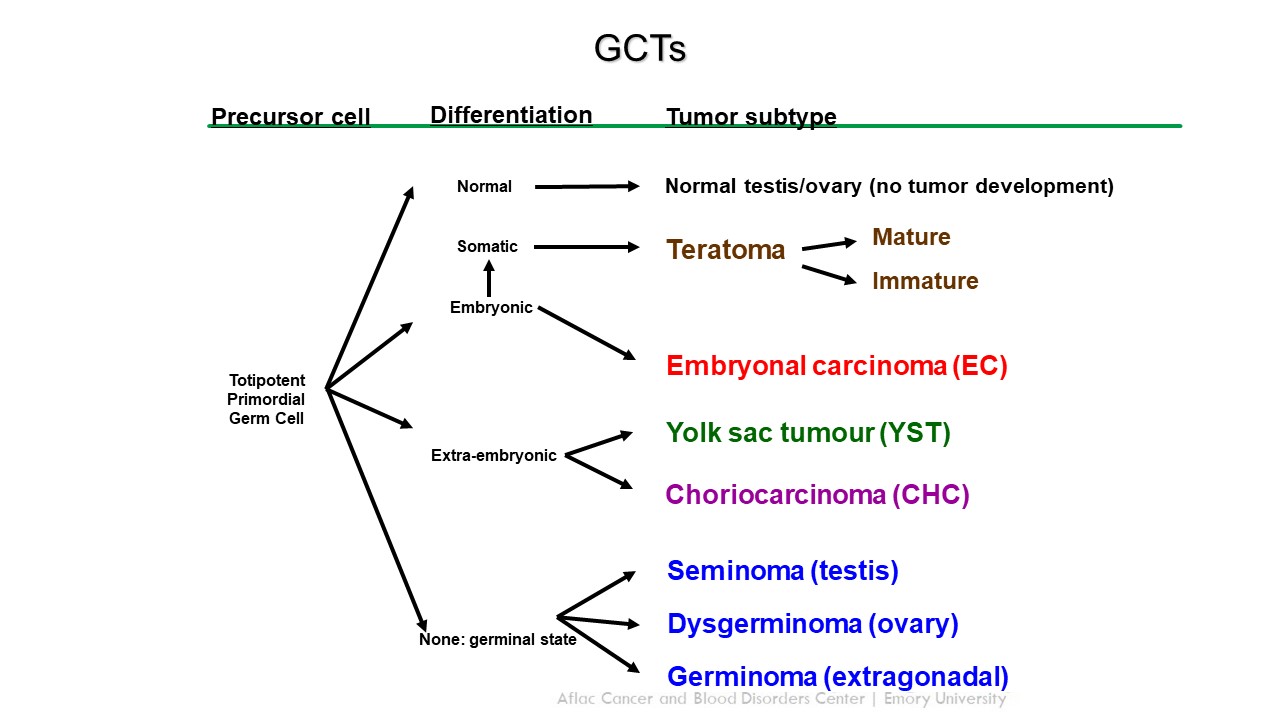 GCTs
Precursor cell
Differentiation
Tumor subtype
Normal
Normal testis/ovary (no tumor development)
Somatic
Teratoma
Mature
Immature
Embryonic
Embryonal carcinoma (EC)
Totipotent
Primordial
Germ Cell
Yolk sac tumour (YST)
Extra-embryonic
Choriocarcinoma (CHC)
Seminoma (testis)
Dysgerminoma (ovary)
None: germinal state
Germinoma (extragonadal)
Aflac Cancer and Blood Disorders Center | Emory University